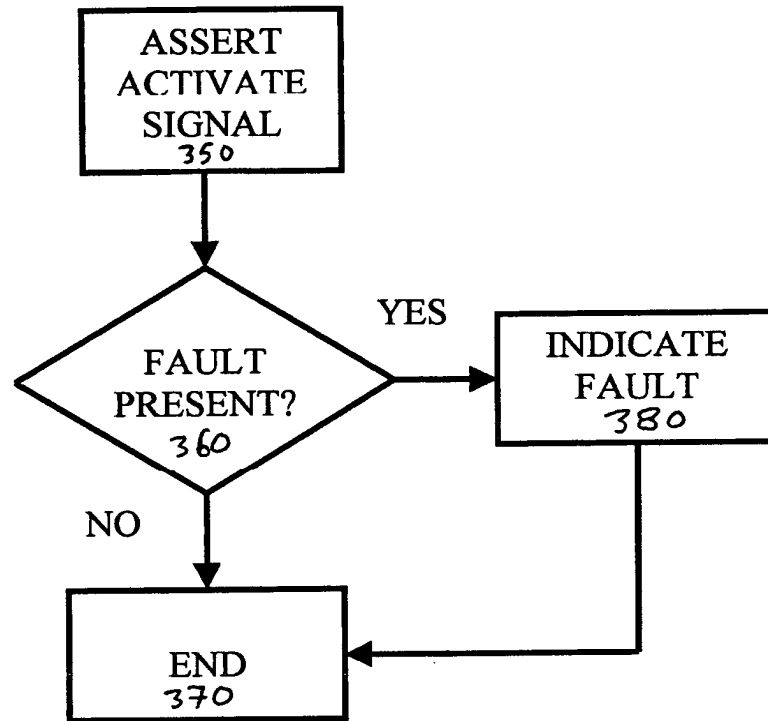 ASSERT
ACTIVATE
SIGNAL
350
FAULT
PRESENT?
360
YES
INDICATE
FAULT
380
NO
END
370